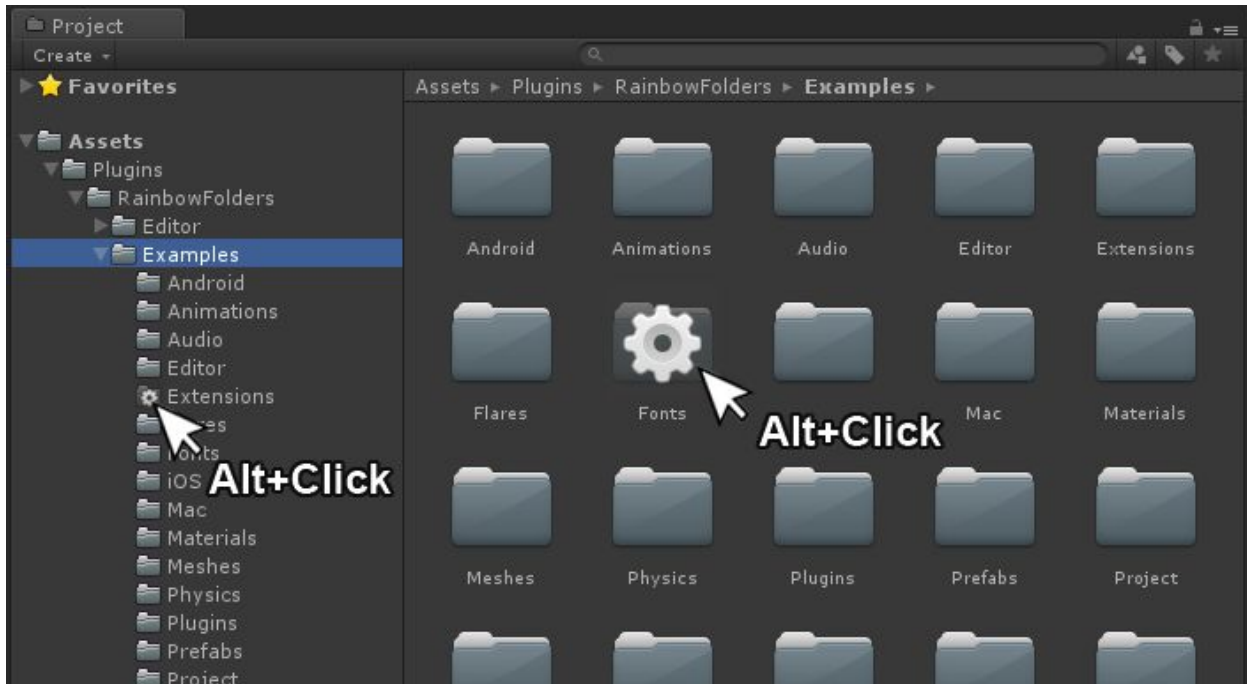 Project
Create
Favorites
Assets
Plugins
RainbowFolders
Editor
Examples
Android
Animations
Audio
Editor
Extensions
Fonts
iOS
Mac
Materials
Meshes
Physics
Plugins
Prefabs
Project
Alt+Click
Assets Plugins RainbowFolders Examples
Android Animations Audio Editor Extensions
Flares Fonts Mac Materials
Alt+Click
Meshes Physics Plugins Prefabs Project